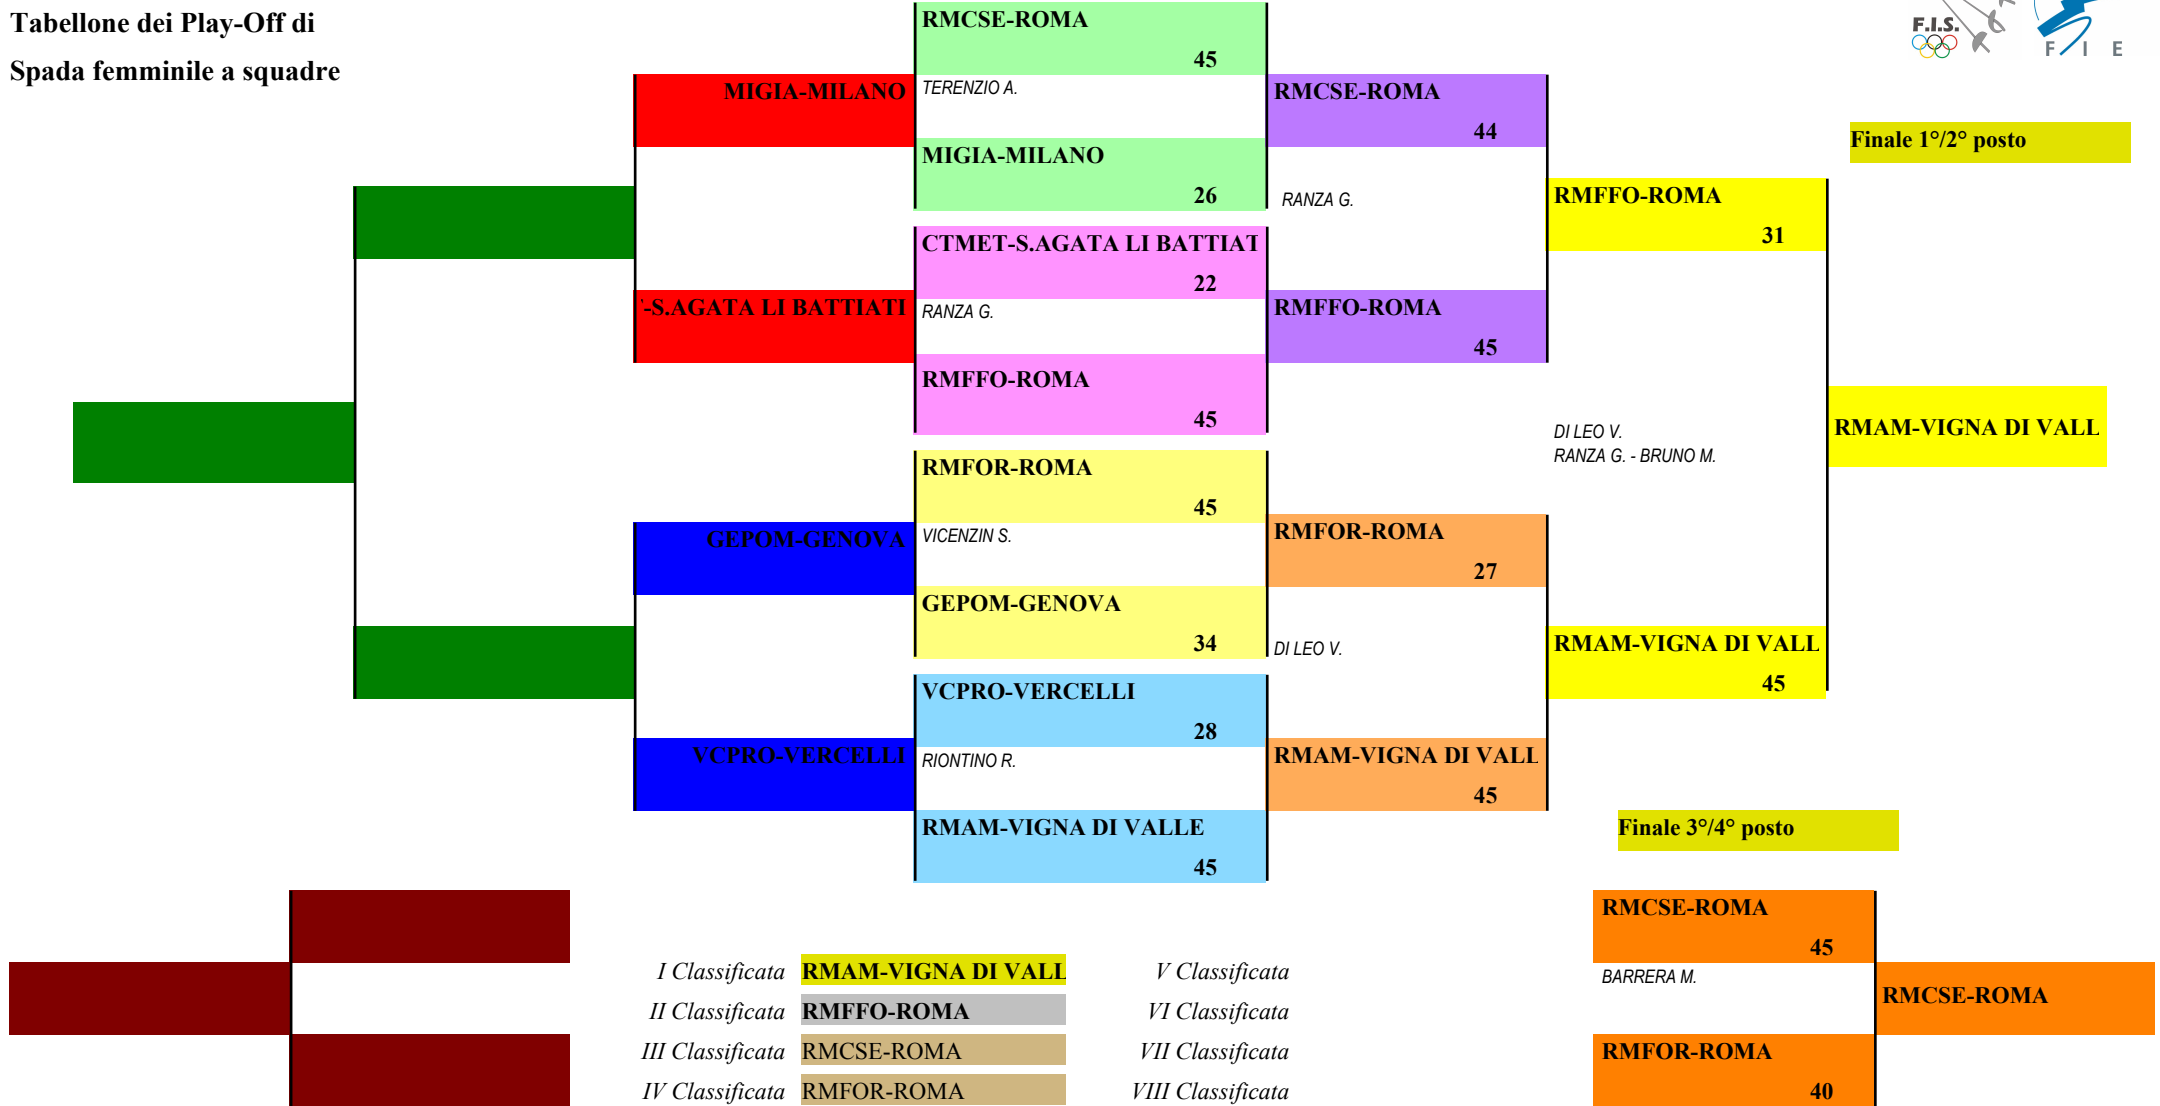 Tabellone dei Play-Off di
Spada femminile a squadre
F.I.S.
F I E
RMCSE-ROMA
45
TERENZIO A.
MIGIA-MILANO
26
MIGIA-MILANO
CTMET-S.AGATA LI BATTIAT
22
RANZA G.
RMFFO-ROMA
45
-S.AGATA LI BATTIATI
RMFOR-ROMA
45
VICENZIN S.
GEPOM-GENOVA
34
GEPOM-GENOVA
VCPRO-VERCELLI
28
RIONTINO R.
RMAM-VIGNA DI VALLE
45
VCPRO-VERCELLI
RMCSE-ROMA
44
RANZA G.
RMFFO-ROMA
45
RMFOR-ROMA
27
DI LEO V.
RMAM-VIGNA DI VALL
45
Finale 1°/2° posto
RMFFO-ROMA
31
DI LEO V.
RANZA G. - BRUNO M.
RMAM-VIGNA DI VALL
45
RMAM-VIGNA DI VALL
Finale 3°/4° posto
RMCSE-ROMA
45
BARRERA M.
RMFOR-ROMA
40
RMCSE-ROMA
I Classificata RMAM-VIGNA DI VALL V Classificata
II Classificata RMFFO-ROMA VI Classificata
III Classificata RMCSE-ROMA VII Classificata
IV Classificata RMFOR-ROMA VIII Classificata